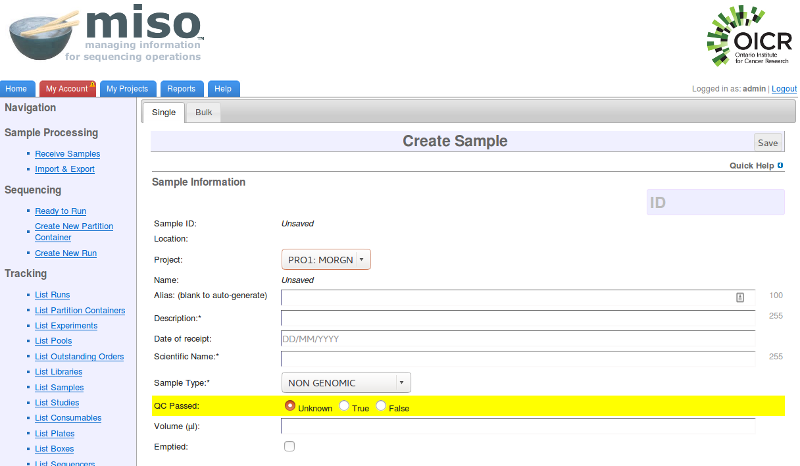 miso™
managing information
for sequencing operations
OICR
Ontario Institute
for Cancer Research
Home
My Account
My Projects
Reports
Help
Logged in as: admin | Logout
Navigation
Sample Processing
Receive Samples
Import & Export
Sequencing
Ready to Run
Create New Partition
Container
Create New Run
Tracking
List Runs
List Partition Containers
List Experiments
List Pools
List Outstanding Orders
List Libraries
List Samples
List Studies
List Consumables
List Plates
List Boxes
List Sequencers
Single
Bulk
Create Sample
Save
Quick Help
Sample Information
ID
Sample ID: Unsaved
Location:
Project: PRO1: MORGN
Name: Unsaved
Alias: (blank to auto-generate) 100
Description:* 255
Date of receipt: DD/MM/YYYY
Scientific Name:* 255
Sample Type:* NON GENOMIC
QC Passed: Unknown True False
Volume (µl):
Emptied: